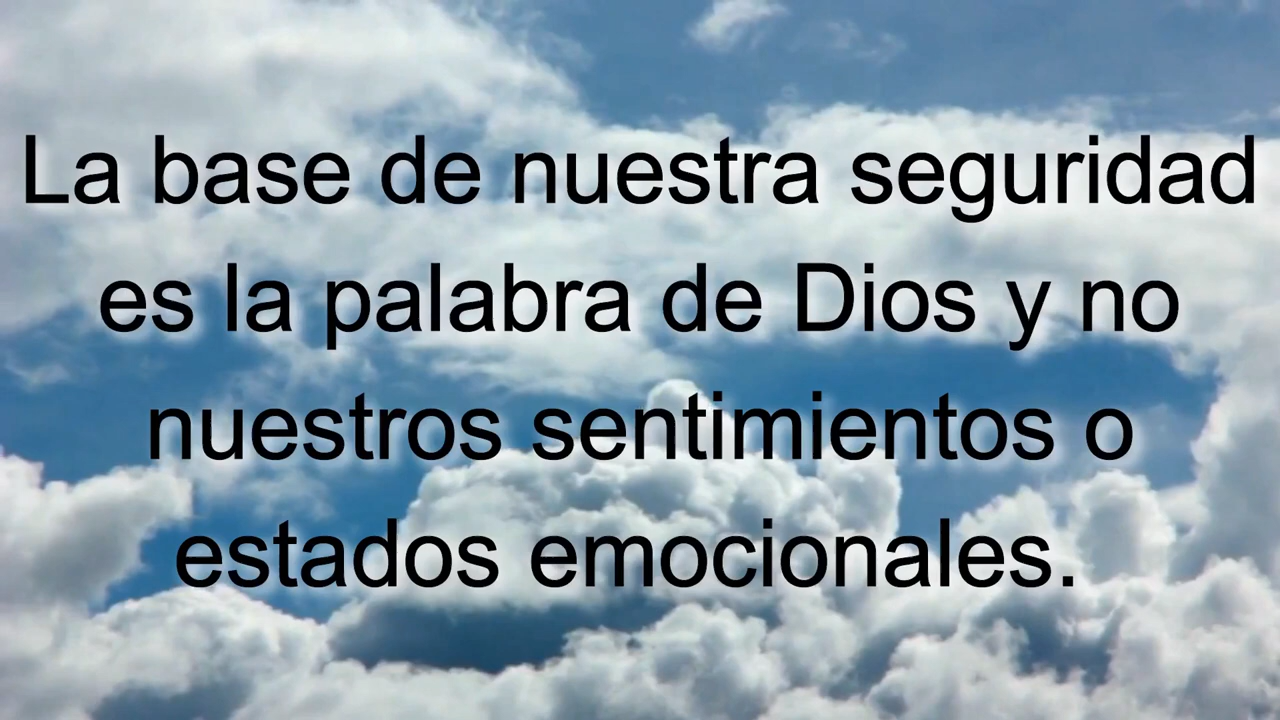 La base de nuestra seguridad
es la palabra de Dios y no
nuestros sentimientos o
estados emocionales.